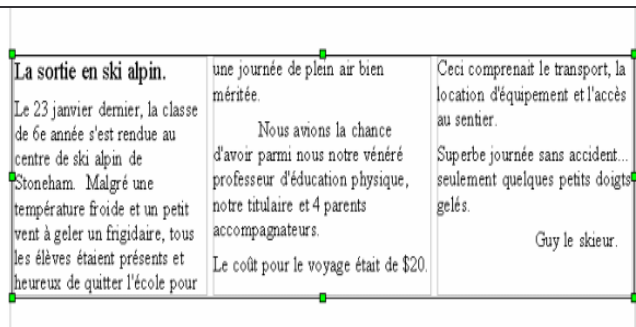 La sortie en ski alpin.
Le 23 janvier dernier, la classe
de 6e année s'est rendue au
centre de ski alpin de
Stoneham. Malgré une
température froide et un petit
vent à geler un frigidaire, tous
les élèves étaient présents et
heureux de quitter l'école pour
une journée de plein air bien
méritée.
Nous avions la chance
d'avoir parmi nous notre vénéré
professeur d'éducation physique,
notre titulaire et 4 parents
accompagnateurs.
Le coût pour le voyage était de $20.
Ceci comprenait le transport, la
location d'équipement et l'accès
au sentier.
Superbe journée sans accident...
seulement quelques petits doigts
gelés.
Guy le skieur.